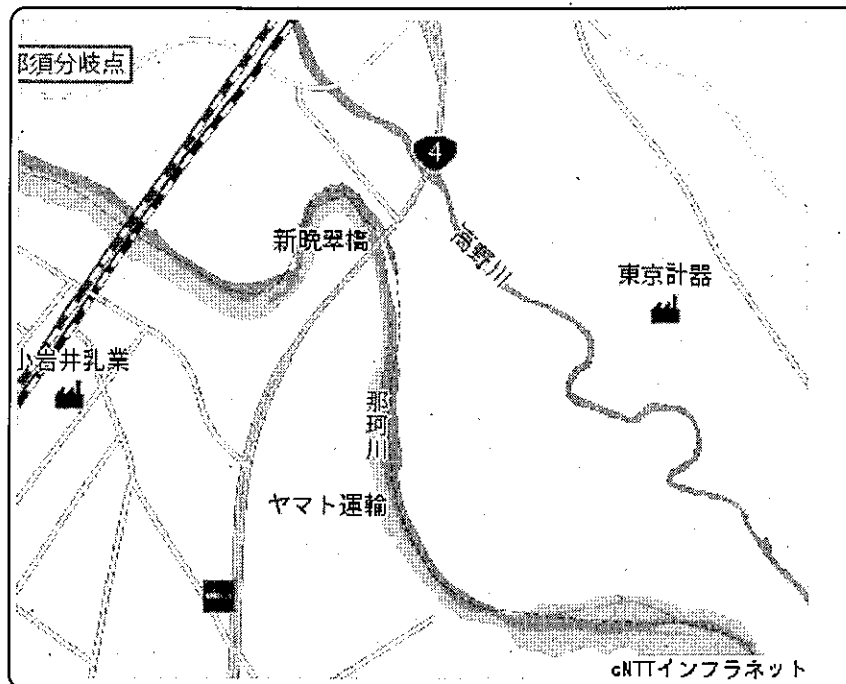 那須分岐点
4
新晩翠橋
高野川
東京計器
小岩井乳業
那珂川
ヤマト運輸
cNTTインフラネット